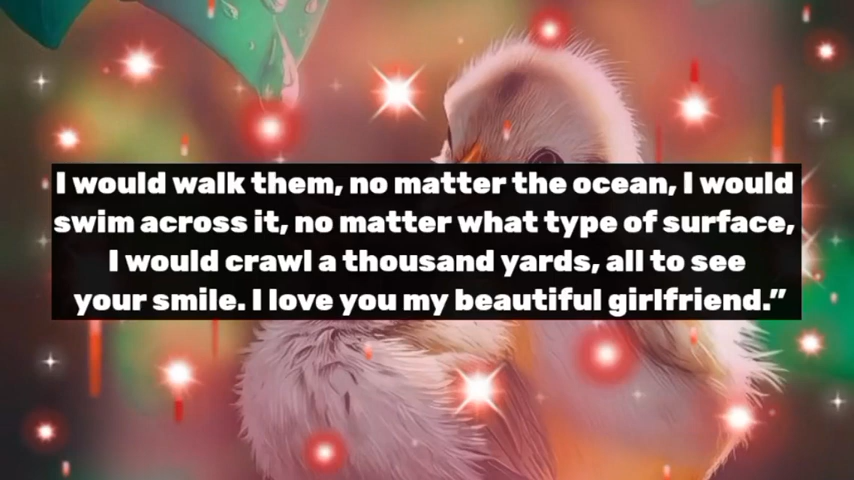 I would walk them, no matter the ocean, I would
swim across it, no matter what type of surface,
I would crawl a thousand yards, all to see
your smile. I love you my beautiful girlfriend.”